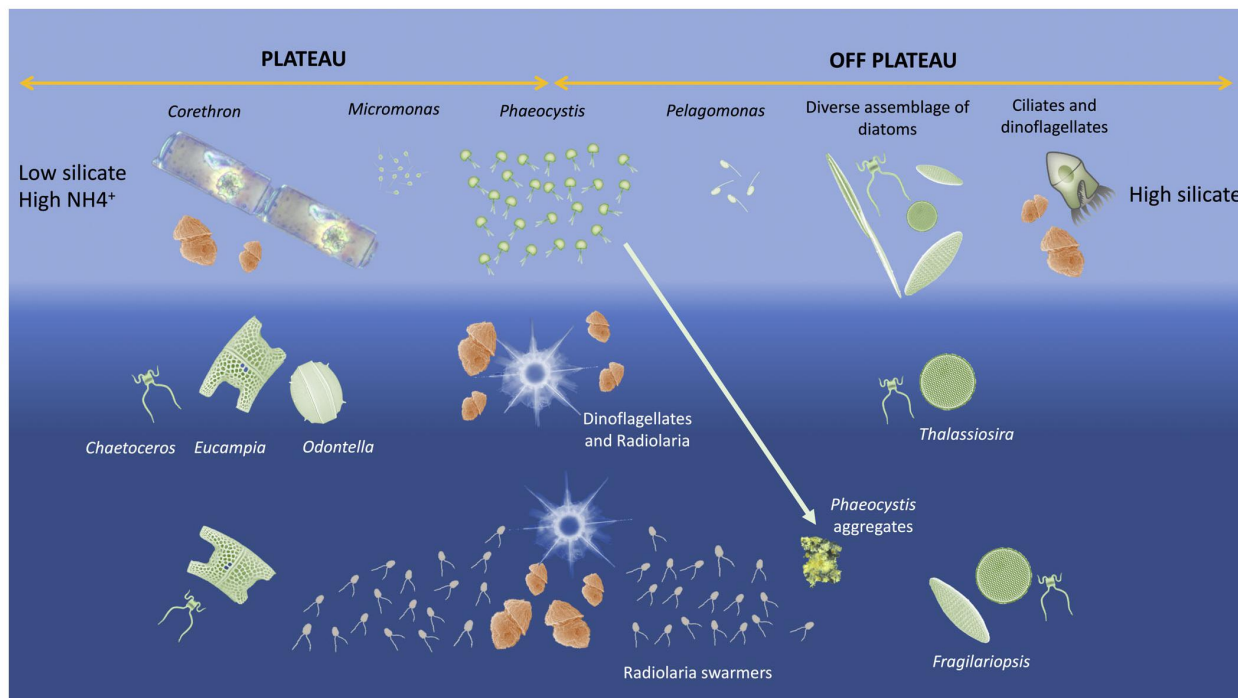 PLATEAU
OFF PLATEAU
Corethron
Micromonas
Phaeocystis
Pelagomonas
Diverse assemblage of
diatoms
Ciliates and
dinoflagellates
Low silicate
High NH4⁺
High silicate
Dinoflagellates
and Radiolaria
Chaetoceros
Eucampia
Odontella
Thalassiosira
Phaeocystis
aggregates
Radiolaria swarmers
Fragilariopsis